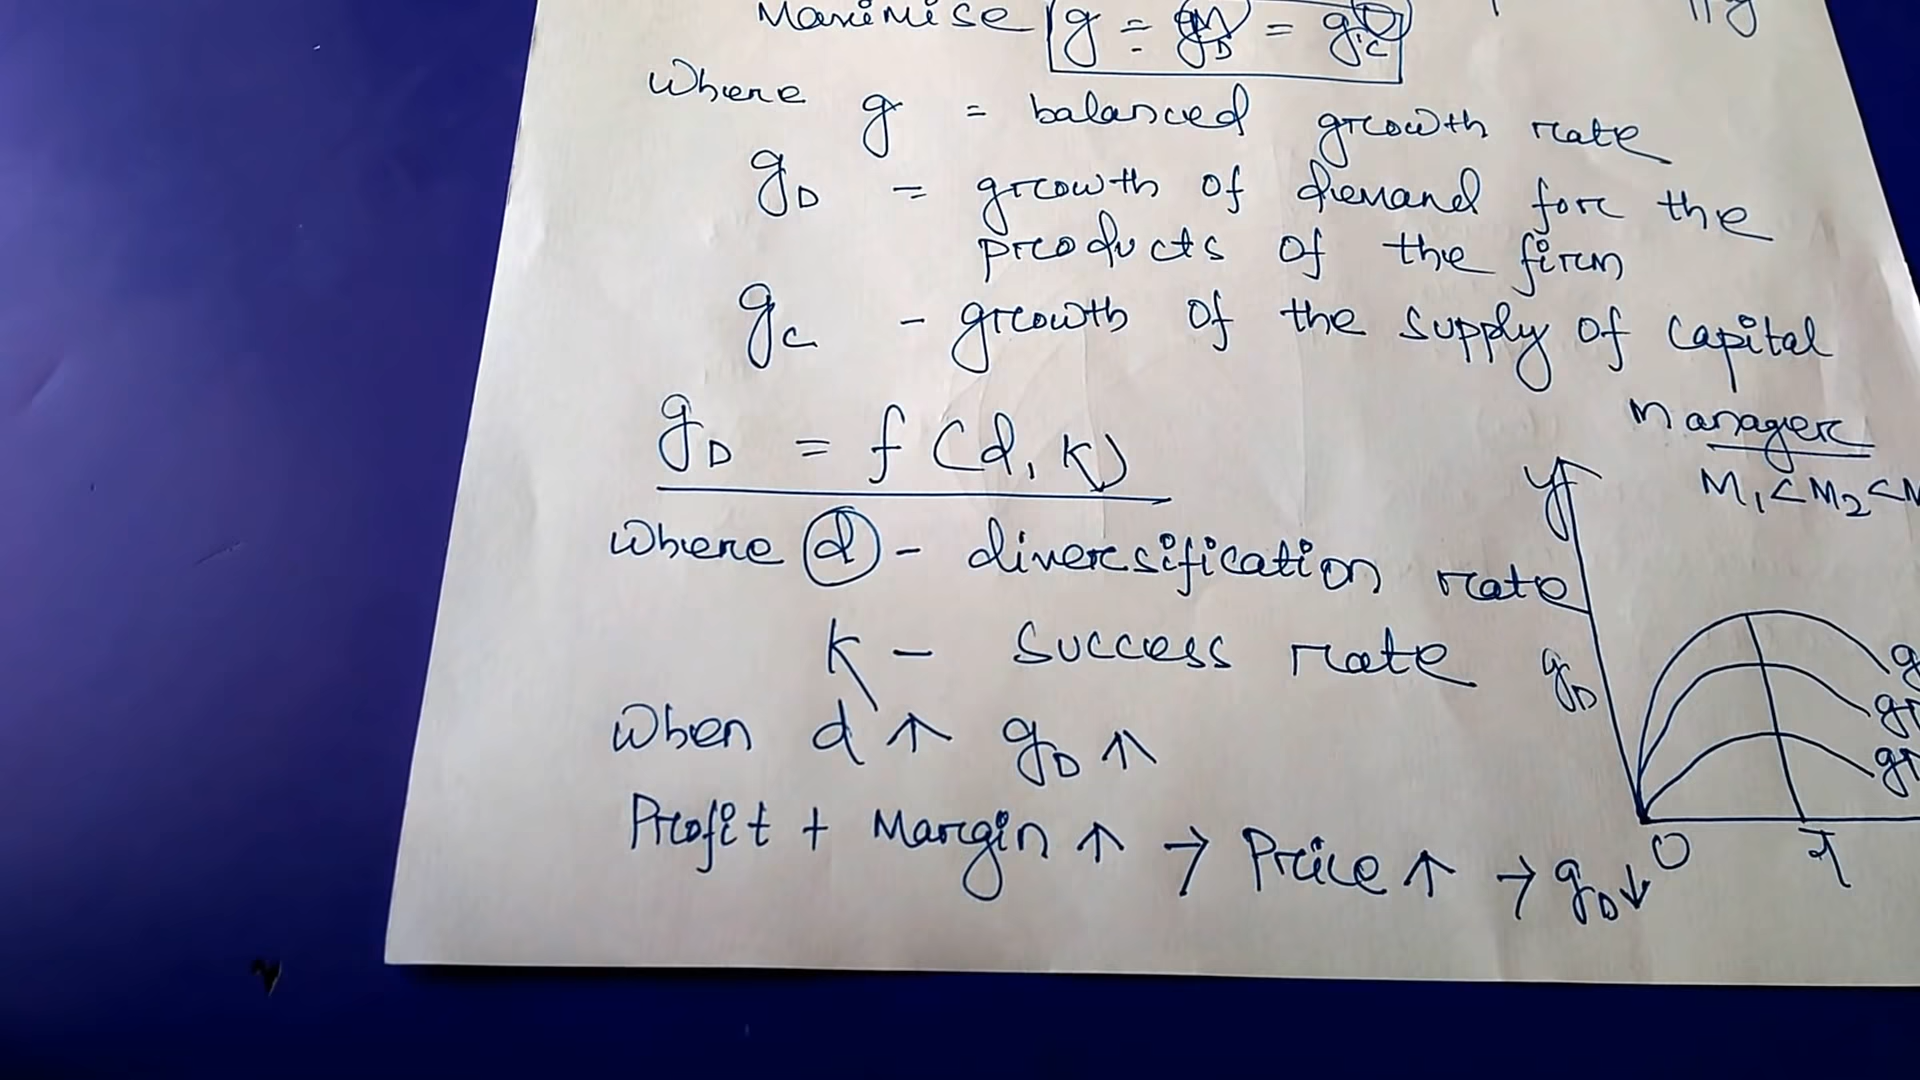 Maximise g = gD = gC
where g = balanced growth rate
gD = growth of demand for the
products of the firm
gC - growth of the supply of capital
gD = f (d, k)
where d - diversification rate
k - success rate
when d ↑ gD ↑
Profit + Margin ↑ → Price ↑ → gD ↓
Manager
M1 < M2 < M
gD
O